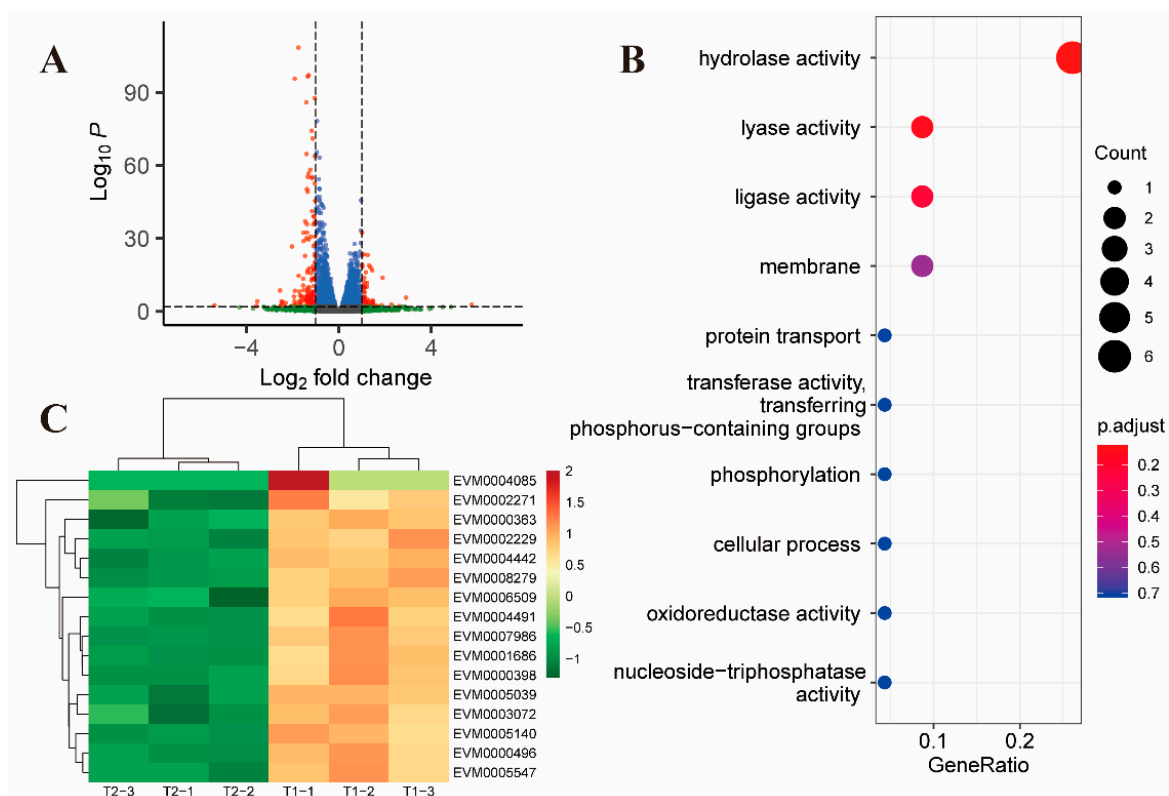 A
Log10 P
90
60
30
0
−4
0
4
Log2 fold change
B
hydrolase activity
lyase activity
ligase activity
membrane
protein transport
transferase activity,
transferring
phosphorus−containing groups
phosphorylation
cellular process
oxidoreductase activity
nucleoside−triphosphatase
activity
0.1
0.2
GeneRatio
Count
1
2
3
4
5
6
p.adjust
0.2
0.3
0.4
0.5
0.6
0.7
C
EVM0004085
EVM0002271
EVM0000363
EVM0002229
EVM0004442
EVM0008279
EVM0006509
EVM0004491
EVM0007986
EVM0001686
EVM0000398
EVM0005039
EVM0003072
EVM0005140
EVM0000496
EVM0005547
T2−3
T2−1
T2−2
T1−1
T1−2
T1−3
2
1.5
1
0.5
0
−0.5
−1